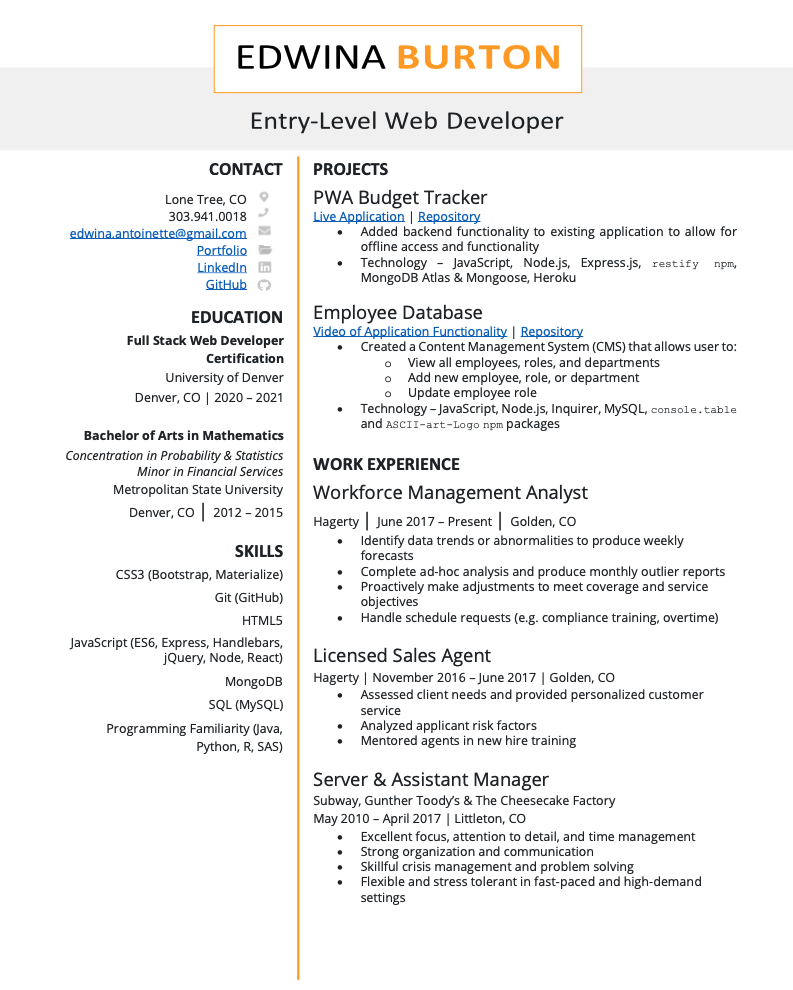 EDWINA BURTON
Entry-Level Web Developer
CONTACT
Lone Tree, CO
303.941.0018
edwina.antoinette@gmail.com
Portfolio
LinkedIn
GitHub
EDUCATION
Full Stack Web Developer
Certification
University of Denver
Denver, CO | 2020 – 2021
Bachelor of Arts in Mathematics
Concentration in Probability & Statistics
Minor in Financial Services
Metropolitan State University
Denver, CO | 2012 – 2015
SKILLS
CSS3 (Bootstrap, Materialize)
Git (GitHub)
HTML5
JavaScript (ES6, Express, Handlebars,
jQuery, Node, React)
MongoDB
SQL (MySQL)
Programming Familiarity (Java,
Python, R, SAS)
PROJECTS
PWA Budget Tracker
Live Application | Repository
• Added backend functionality to existing application to allow for
offline access and functionality
• Technology – JavaScript, Node.js, Express.js, restify npm,
MongoDB Atlas & Mongoose, Heroku
Employee Database
Video of Application Functionality | Repository
• Created a Content Management System (CMS) that allows user to:
o View all employees, roles, and departments
o Add new employee, role, or department
o Update employee role
• Technology – JavaScript, Node.js, Inquirer, MySQL, console.table
and ASCII-art-Logo npm packages
WORK EXPERIENCE
Workforce Management Analyst
Hagerty | June 2017 – Present | Golden, CO
• Identify data trends or abnormalities to produce weekly
forecasts
• Complete ad-hoc analysis and produce monthly outlier reports
• Proactively make adjustments to meet coverage and service
objectives
• Handle schedule requests (e.g. compliance training, overtime)
Licensed Sales Agent
Hagerty | November 2016 – June 2017 | Golden, CO
• Assessed client needs and provided personalized customer
service
• Analyzed applicant risk factors
• Mentored agents in new hire training
Server & Assistant Manager
Subway, Gunther Toody's & The Cheesecake Factory
May 2010 – April 2017 | Littleton, CO
• Excellent focus, attention to detail, and time management
• Strong organization and communication
• Skillful crisis management and problem solving
• Flexible and stress tolerant in fast-paced and high-demand
settings